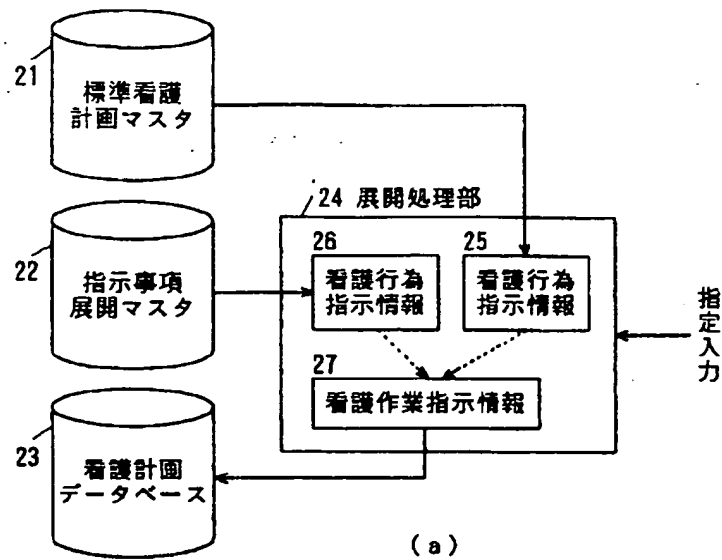 21
標準看護
計画マスタ
24 展開処理部
22
指示事項
展開マスタ
26
看護行為
指示情報
25
看護行為
指示情報
指定入力
27
看護作業指示情報
23
看護計画
データベース
(a)